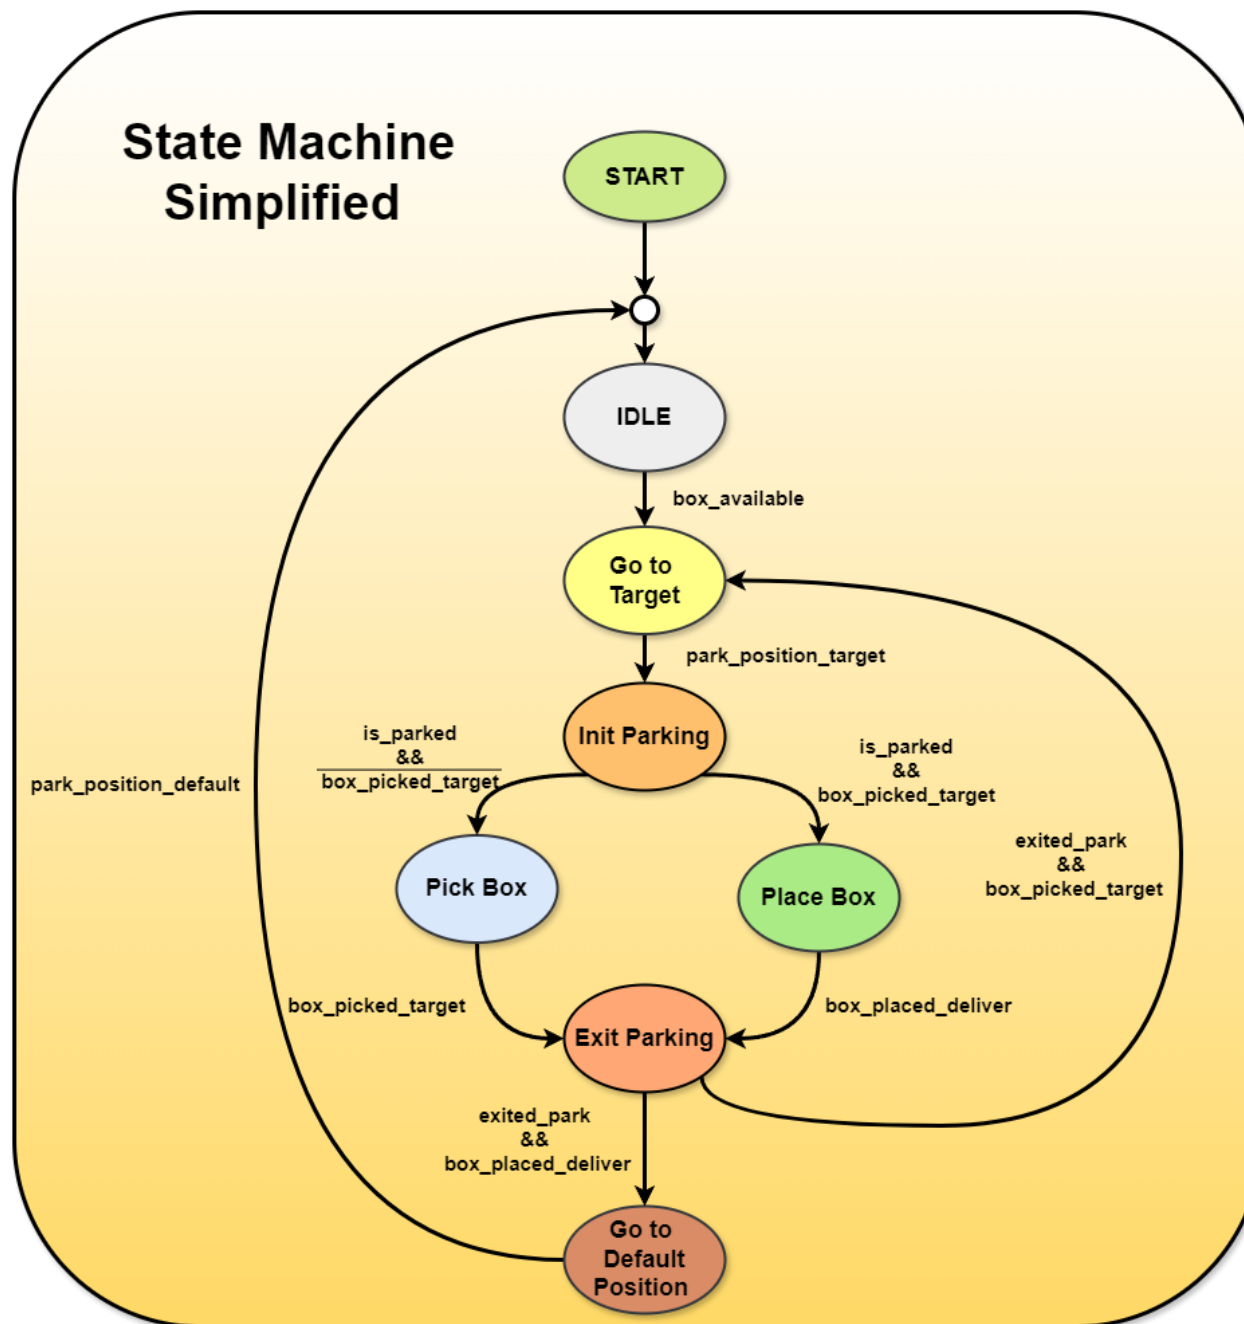 State Machine
Simplified
START
IDLE
box_available
Go to
Target
park_position_target
Init Parking
is_parked
&&
box_picked_target
is_parked
&&
box_picked_target
park_position_default
exited_park
&&
box_picked_target
Pick Box
Place Box
box_picked_target
box_placed_deliver
Exit Parking
exited_park
&&
box_placed_deliver
Go to
Default
Position